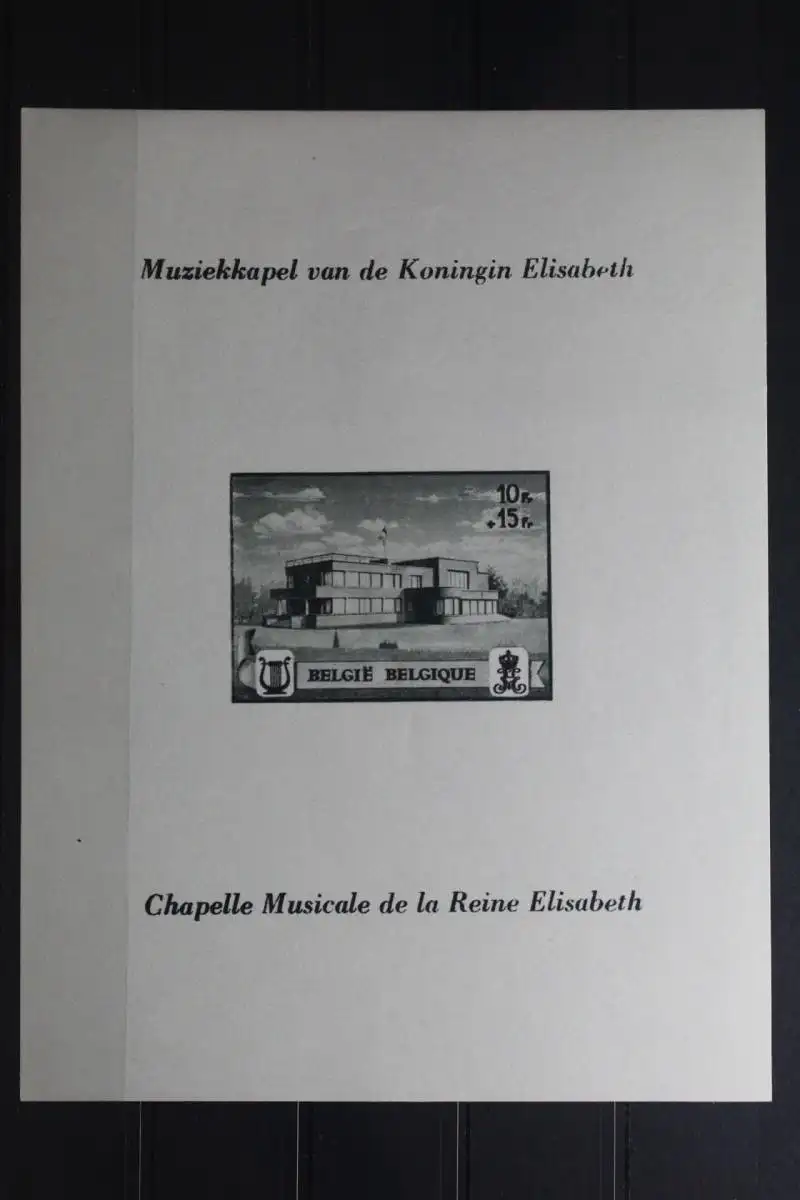 Muziekkapel van de Koningin Elisabeth
10 Fr
+15 Fr
BELGIË BELGIQUE
Chapelle Musicale de la Reine Elisabeth